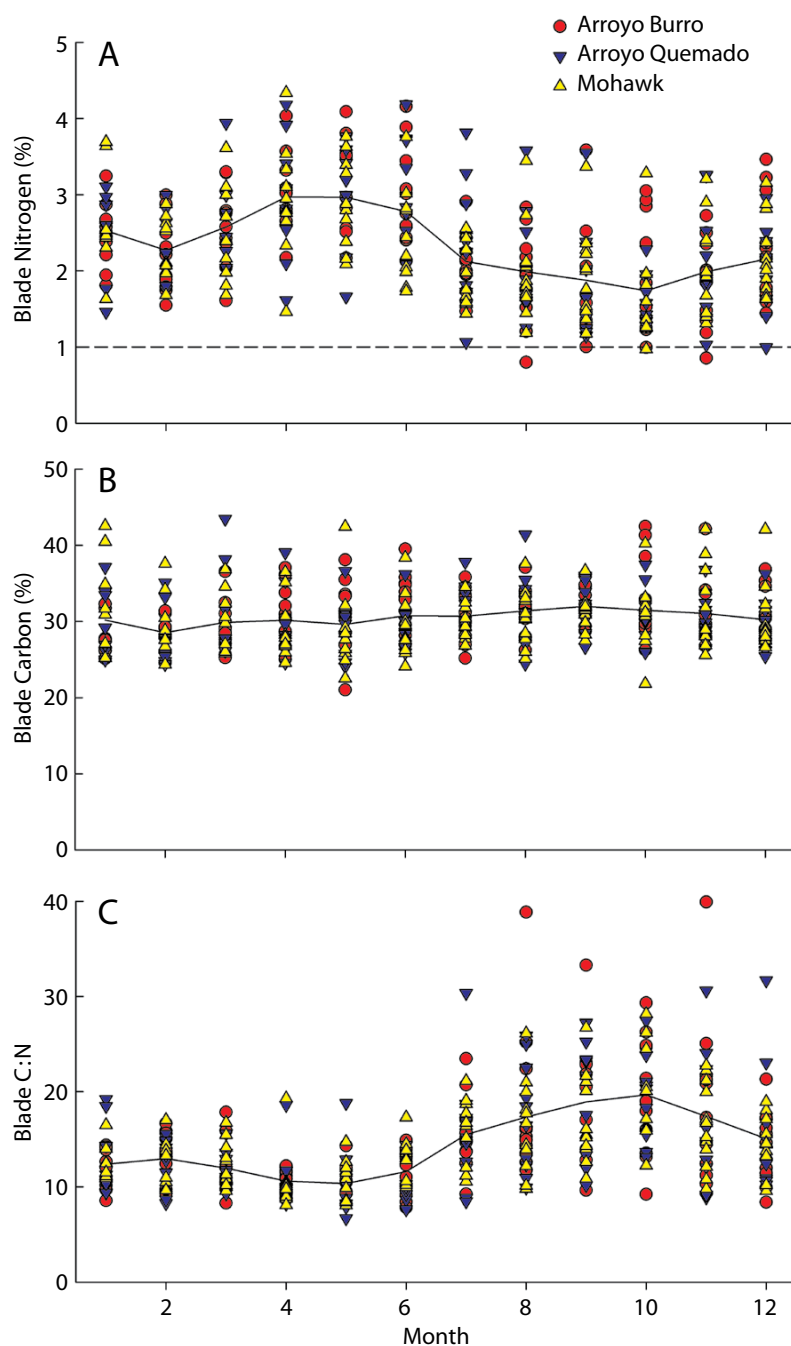 Arroyo Burro
Arroyo Quemado
Mohawk
A
5
4
3
2
1
0
Blade Nitrogen (%)
B
50
40
30
20
10
0
Blade Carbon (%)
C
40
30
20
10
0
Blade C:N
2 4 6 8 10 12
Month